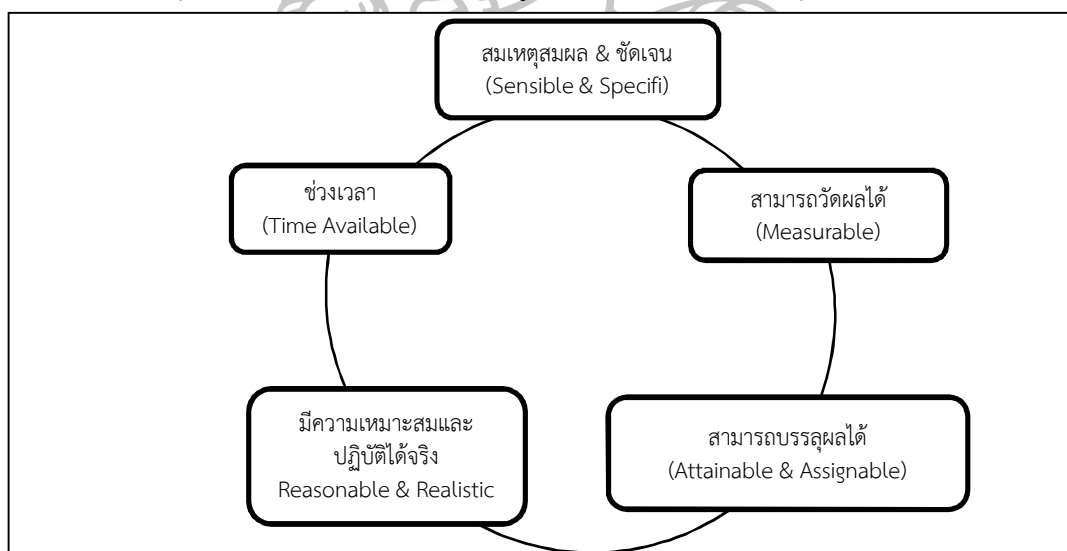 สมเหตุสมผล & ชัดเจน
(Sensible & Specifi)
สามารถวัดผลได้
(Measurable)
สามารถบรรลุผลได้
(Attainable & Assignable)
มีความเหมาะสมและ
ปฏิบัติได้จริง
Reasonable & Realistic
ช่วงเวลา
(Time Available)